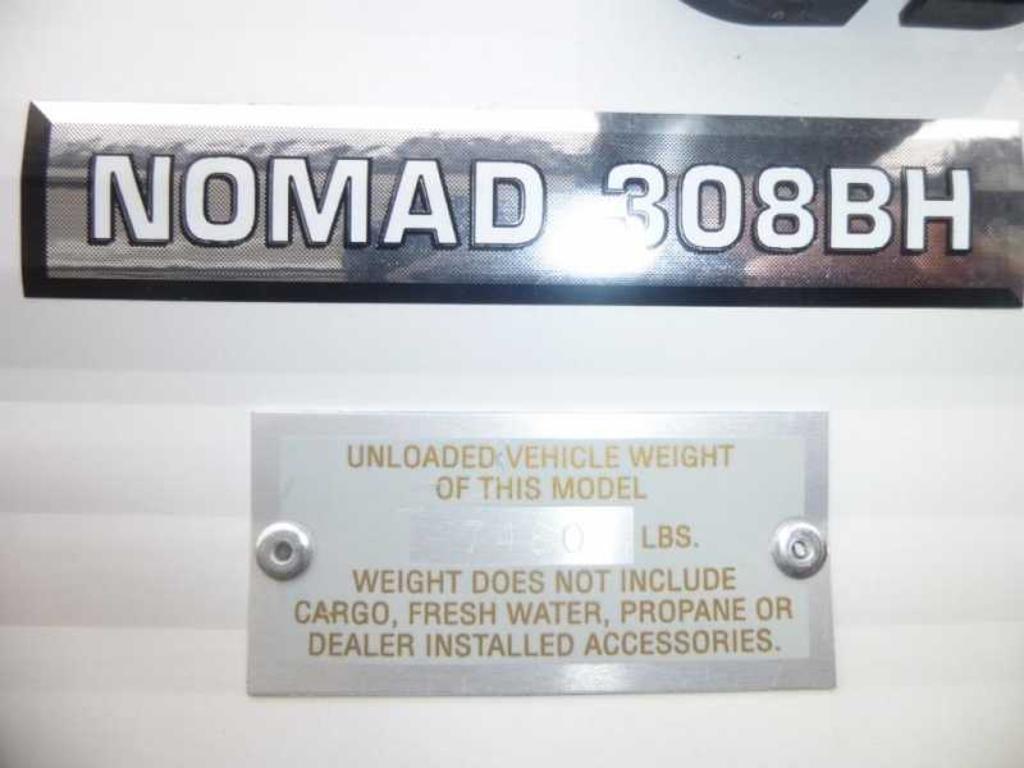 NOMAD 308BH
UNLOADED VEHICLE WEIGHT
OF THIS MODEL
LBS.
WEIGHT DOES NOT INCLUDE
CARGO, FRESH WATER, PROPANE OR
DEALER INSTALLED ACCESSORIES.